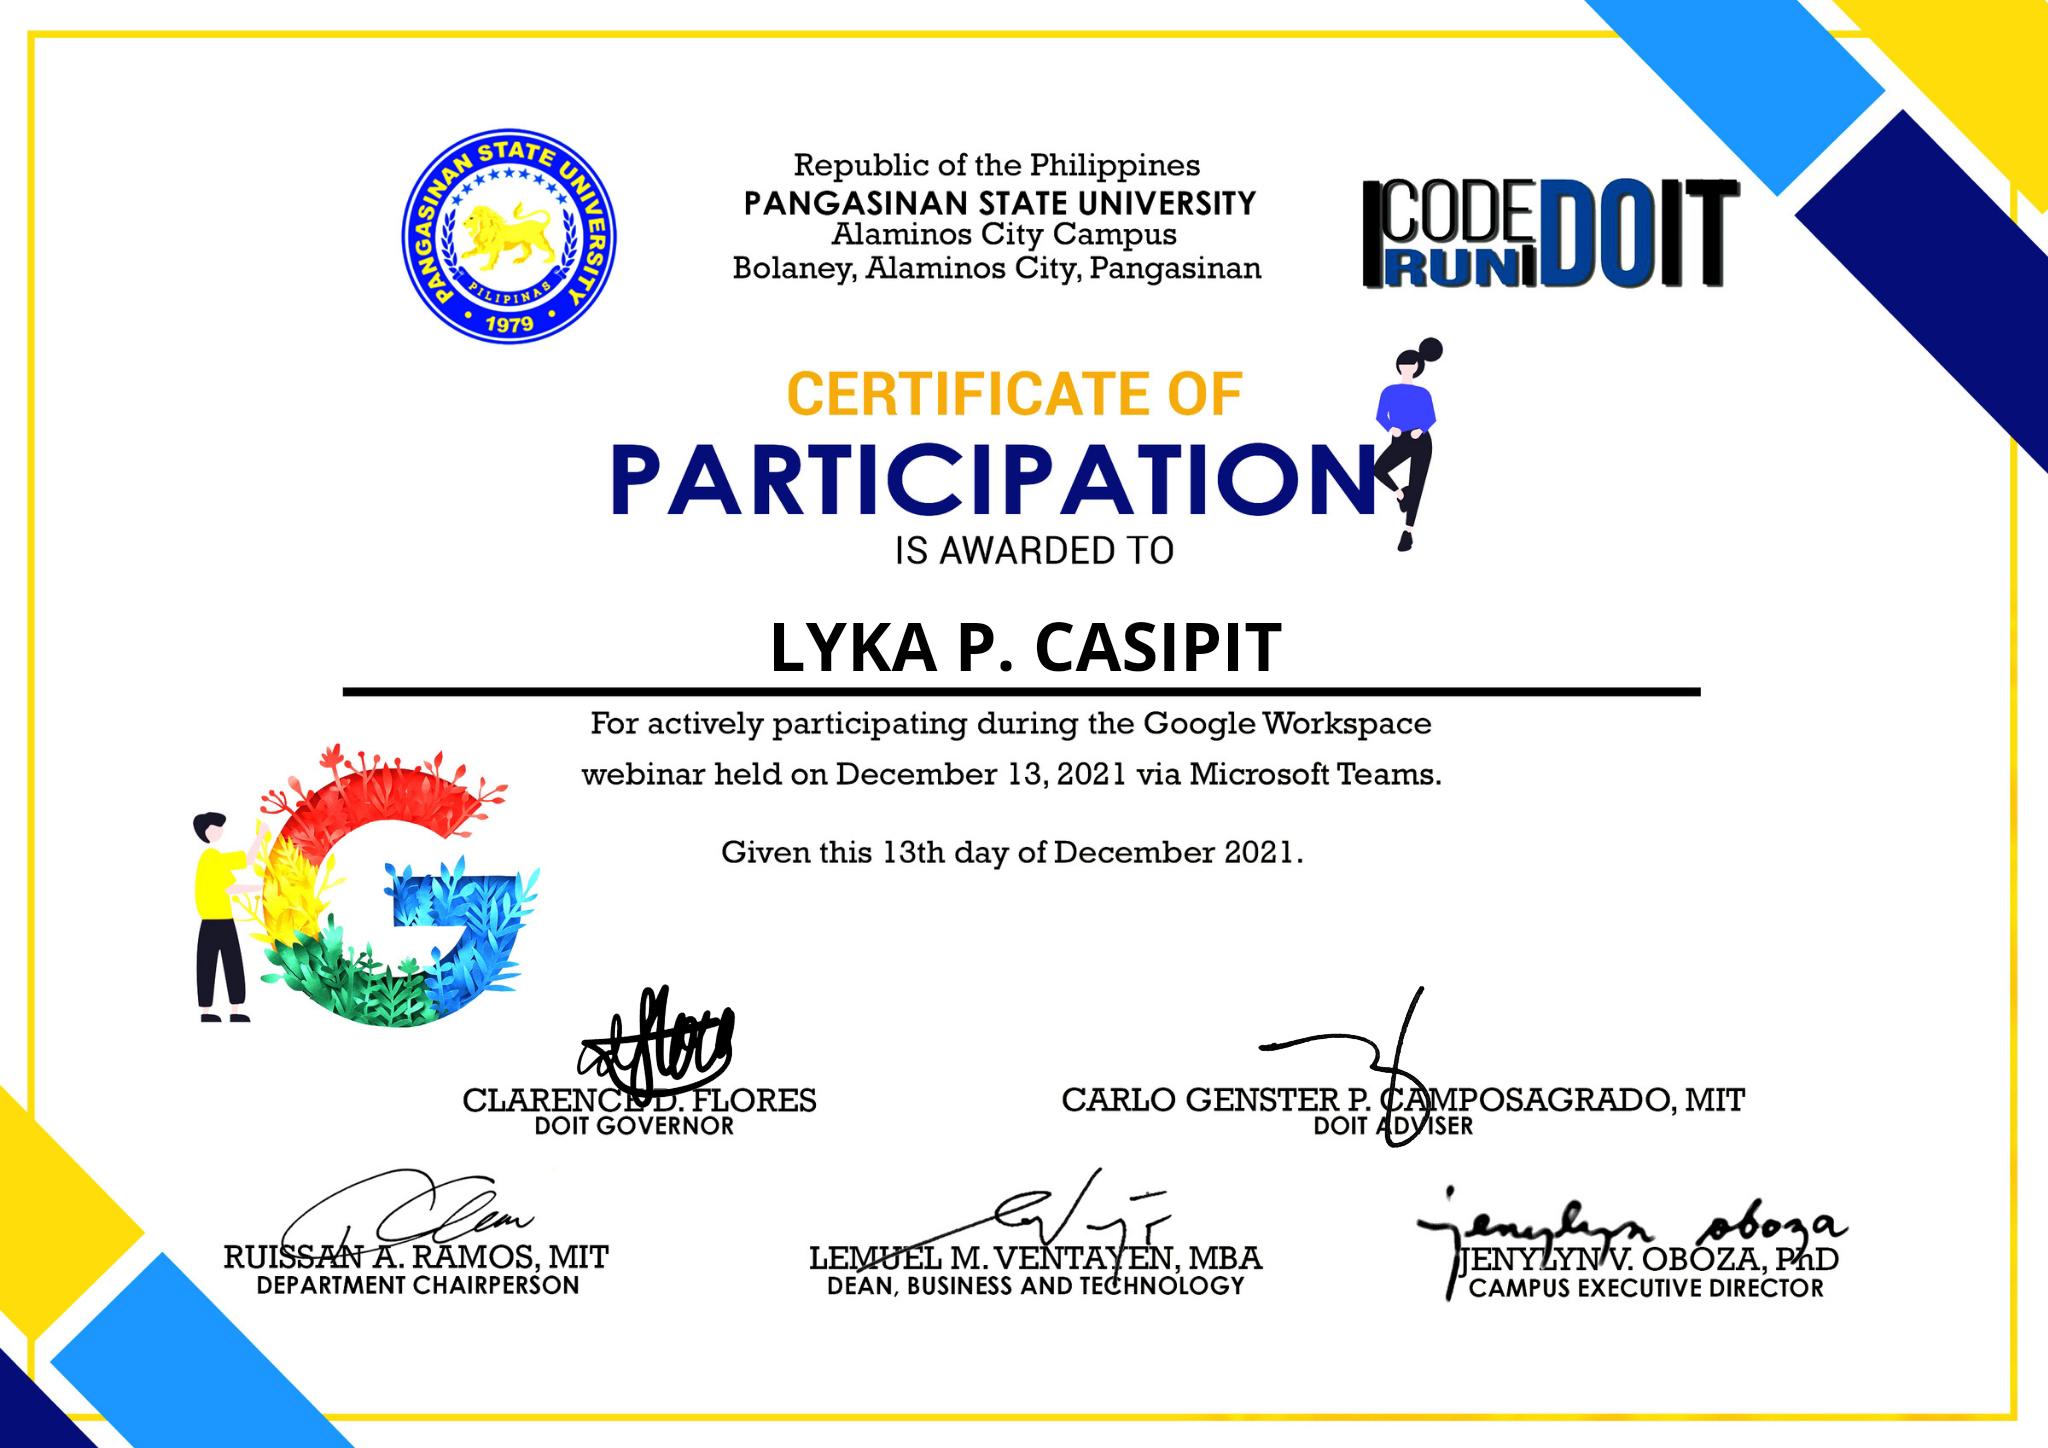 PANGASINAN STATE UNIVERSITY
PILIPINAS
1979
Republic of the Philippines
PANGASINAN STATE UNIVERSITY
Alaminos City Campus
Bolaney, Alaminos City, Pangasinan
I CODE DOIT
RUN i
CERTIFICATE OF
PARTICIPATION
IS AWARDED TO
LYKA P. CASIPIT
For actively participating during the Google Workspace
webinar held on December 13, 2021 via Microsoft Teams.
Given this 13th day of December 2021.
G
CLARENCE D. FLORES
DOIT GOVERNOR
CARLO GENSTER P. CAMPOSAGRADO, MIT
DOIT ADVISER
RUISSAN A. RAMOS, MIT
DEPARTMENT CHAIRPERSON
LEMUEL M. VENTAYEN, MBA
DEAN, BUSINESS AND TECHNOLOGY
jenylyn oboza
JENYLYN V. OBOZA, PhD
CAMPUS EXECUTIVE DIRECTOR